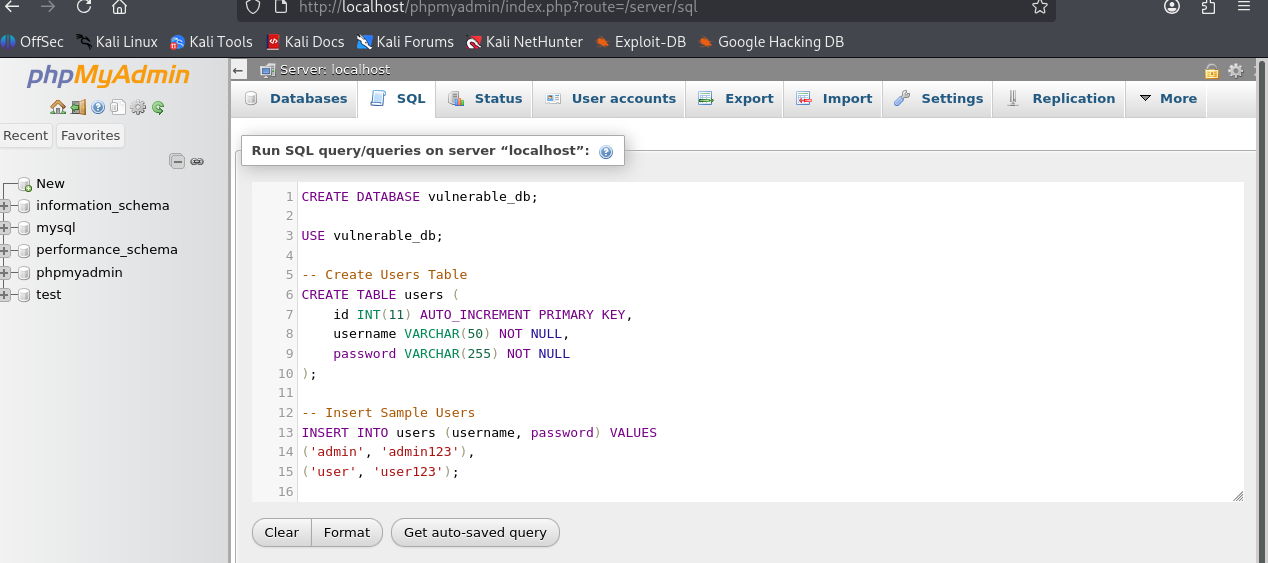 http://localhost/phpmyadmin/index.php?route=/server/sql
OffSec Kali Linux Kali Tools Kali Docs Kali Forums Kali NetHunter Exploit-DB Google Hacking DB
phpMyAdmin
Recent Favorites
New
information_schema
mysql
performance_schema
phpmyadmin
test
Server: localhost
Databases SQL Status User accounts Export Import Settings Replication More
Run SQL query/queries on server “localhost”:
1 CREATE DATABASE vulnerable_db;
2
3 USE vulnerable_db;
4
5 -- Create Users Table
6 CREATE TABLE users (
7 id INT(11) AUTO_INCREMENT PRIMARY KEY,
8 username VARCHAR(50) NOT NULL,
9 password VARCHAR(255) NOT NULL
10 );
11
12 -- Insert Sample Users
13 INSERT INTO users (username, password) VALUES
14 ('admin', 'admin123'),
15 ('user', 'user123');
16
Clear Format Get auto-saved query